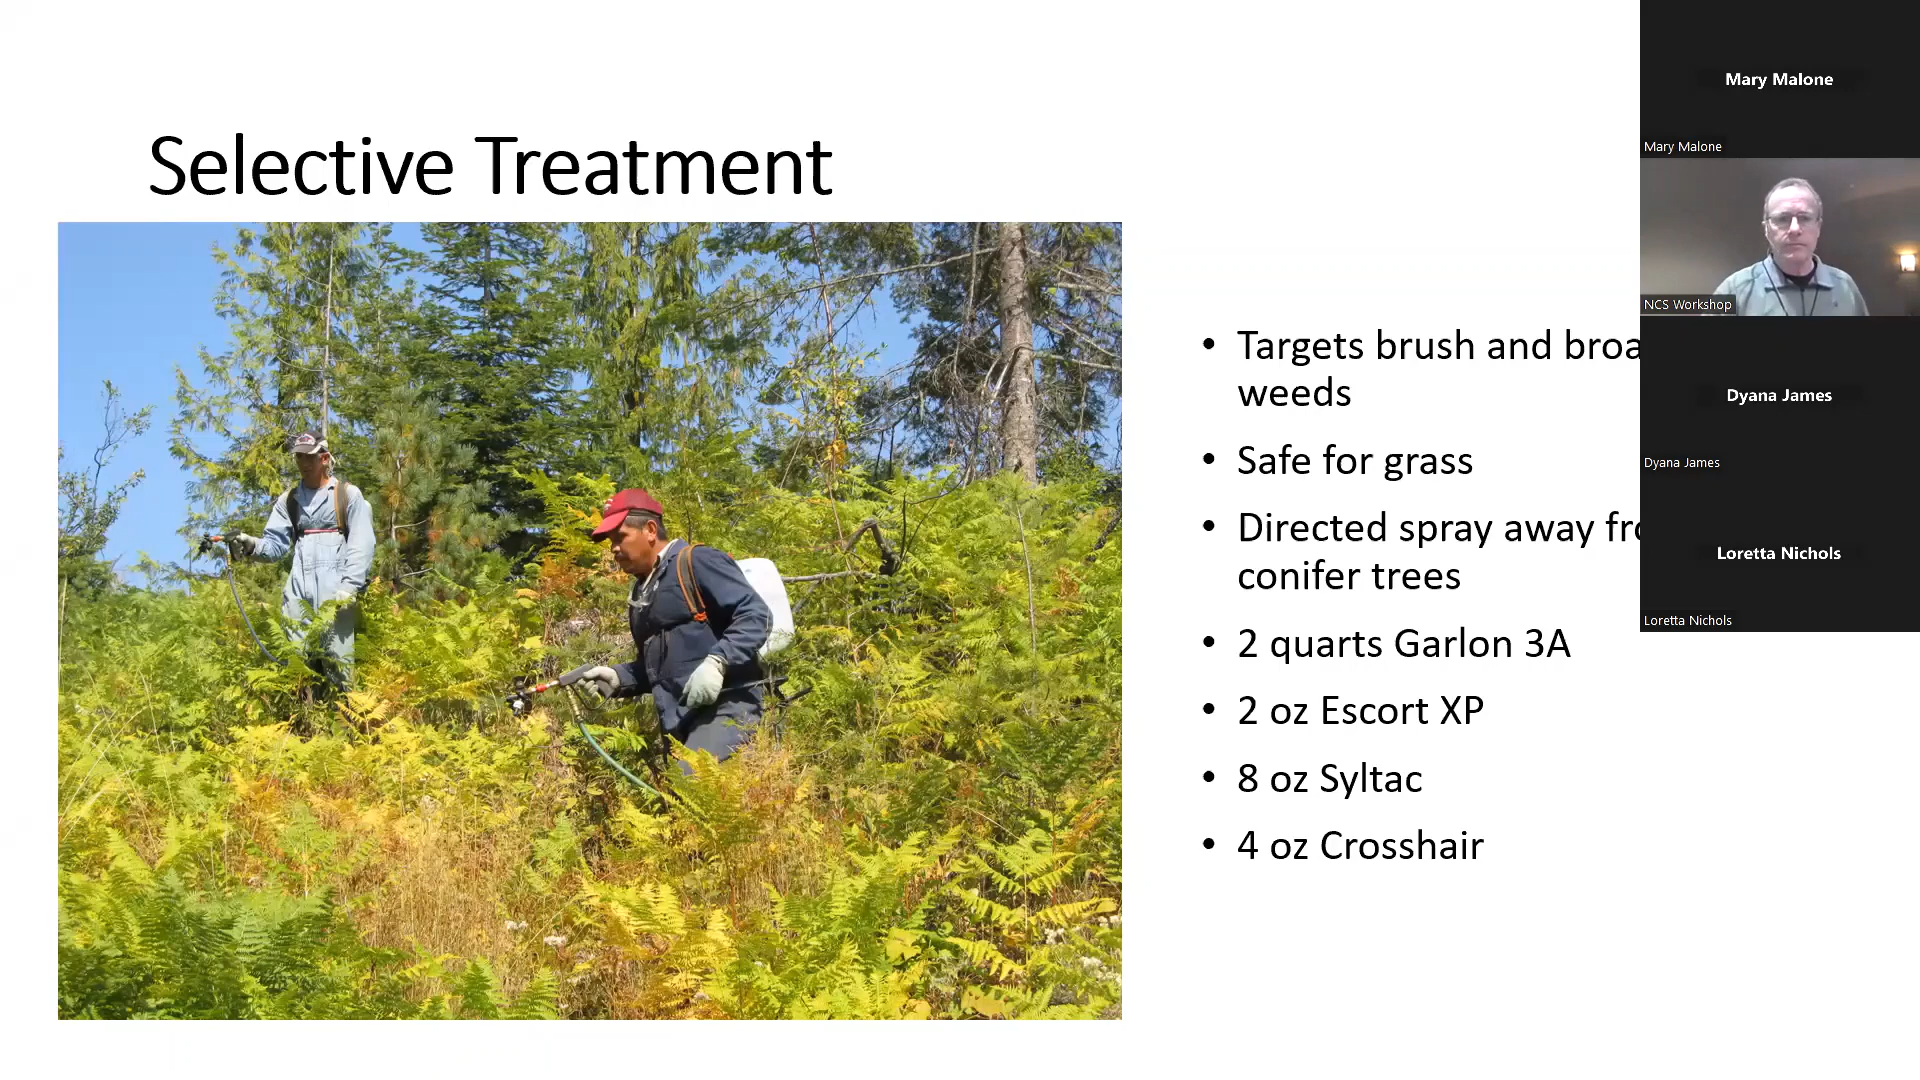 Selective Treatment
• Targets brush and broa
weeds
• Safe for grass
• Directed spray away fro
conifer trees
• 2 quarts Garlon 3A
• 2 oz Escort XP
• 8 oz Syltac
• 4 oz Crosshair
Mary Malone
Mary Malone
NCS Workshop
Dyana James
Dyana James
Loretta Nichols
Loretta Nichols